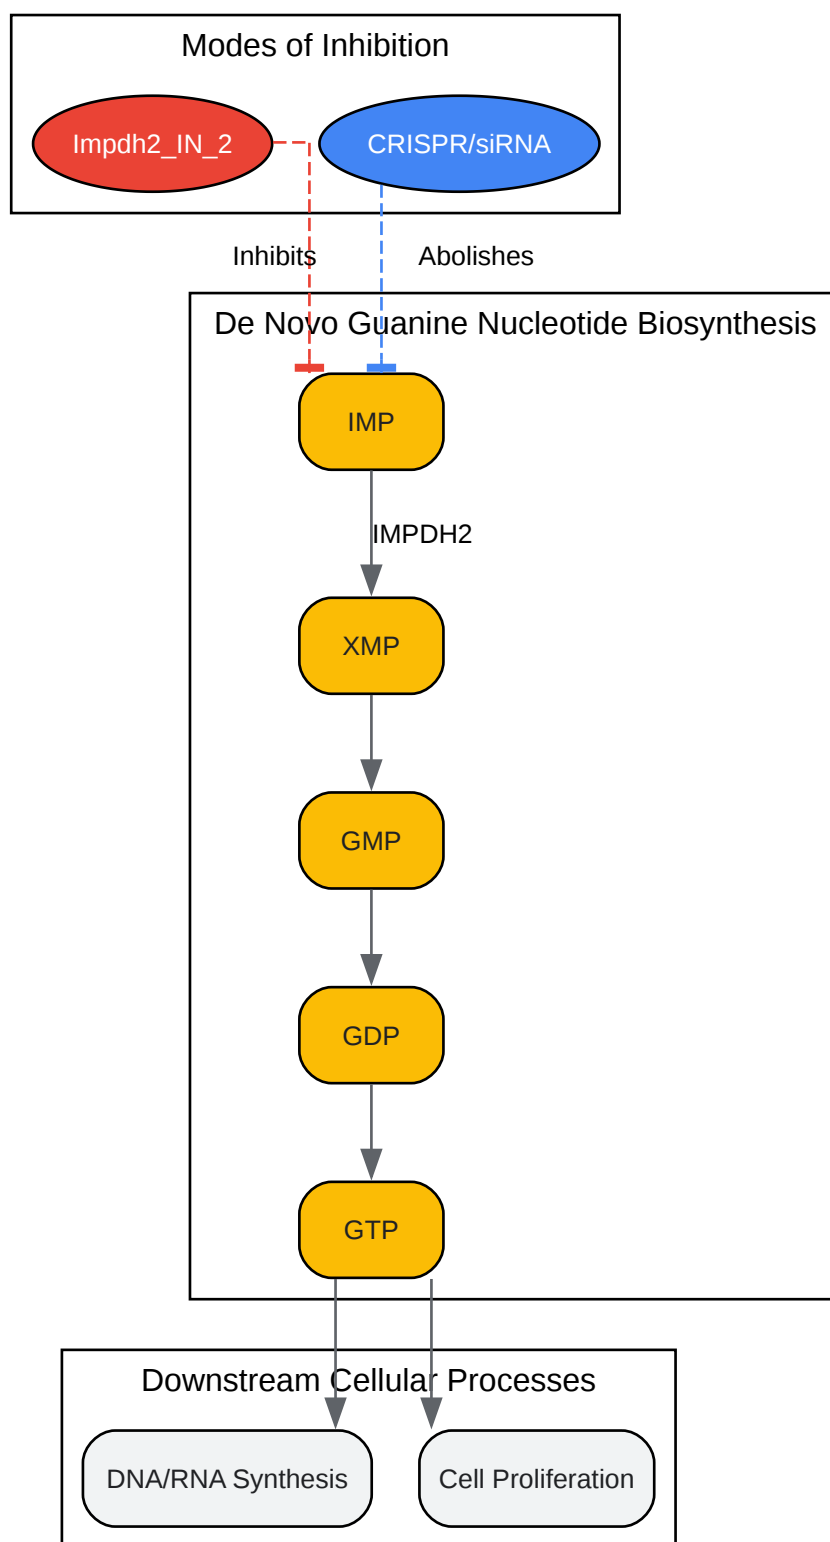 Modes of Inhibition
Impdh2_IN_2
CRISPR/siRNA
Inhibits
Abolishes
De Novo Guanine Nucleotide Biosynthesis
IMP
IMPDH2
XMP
GMP
GDP
GTP
Downstream Cellular Processes
DNA/RNA Synthesis
Cell Proliferation